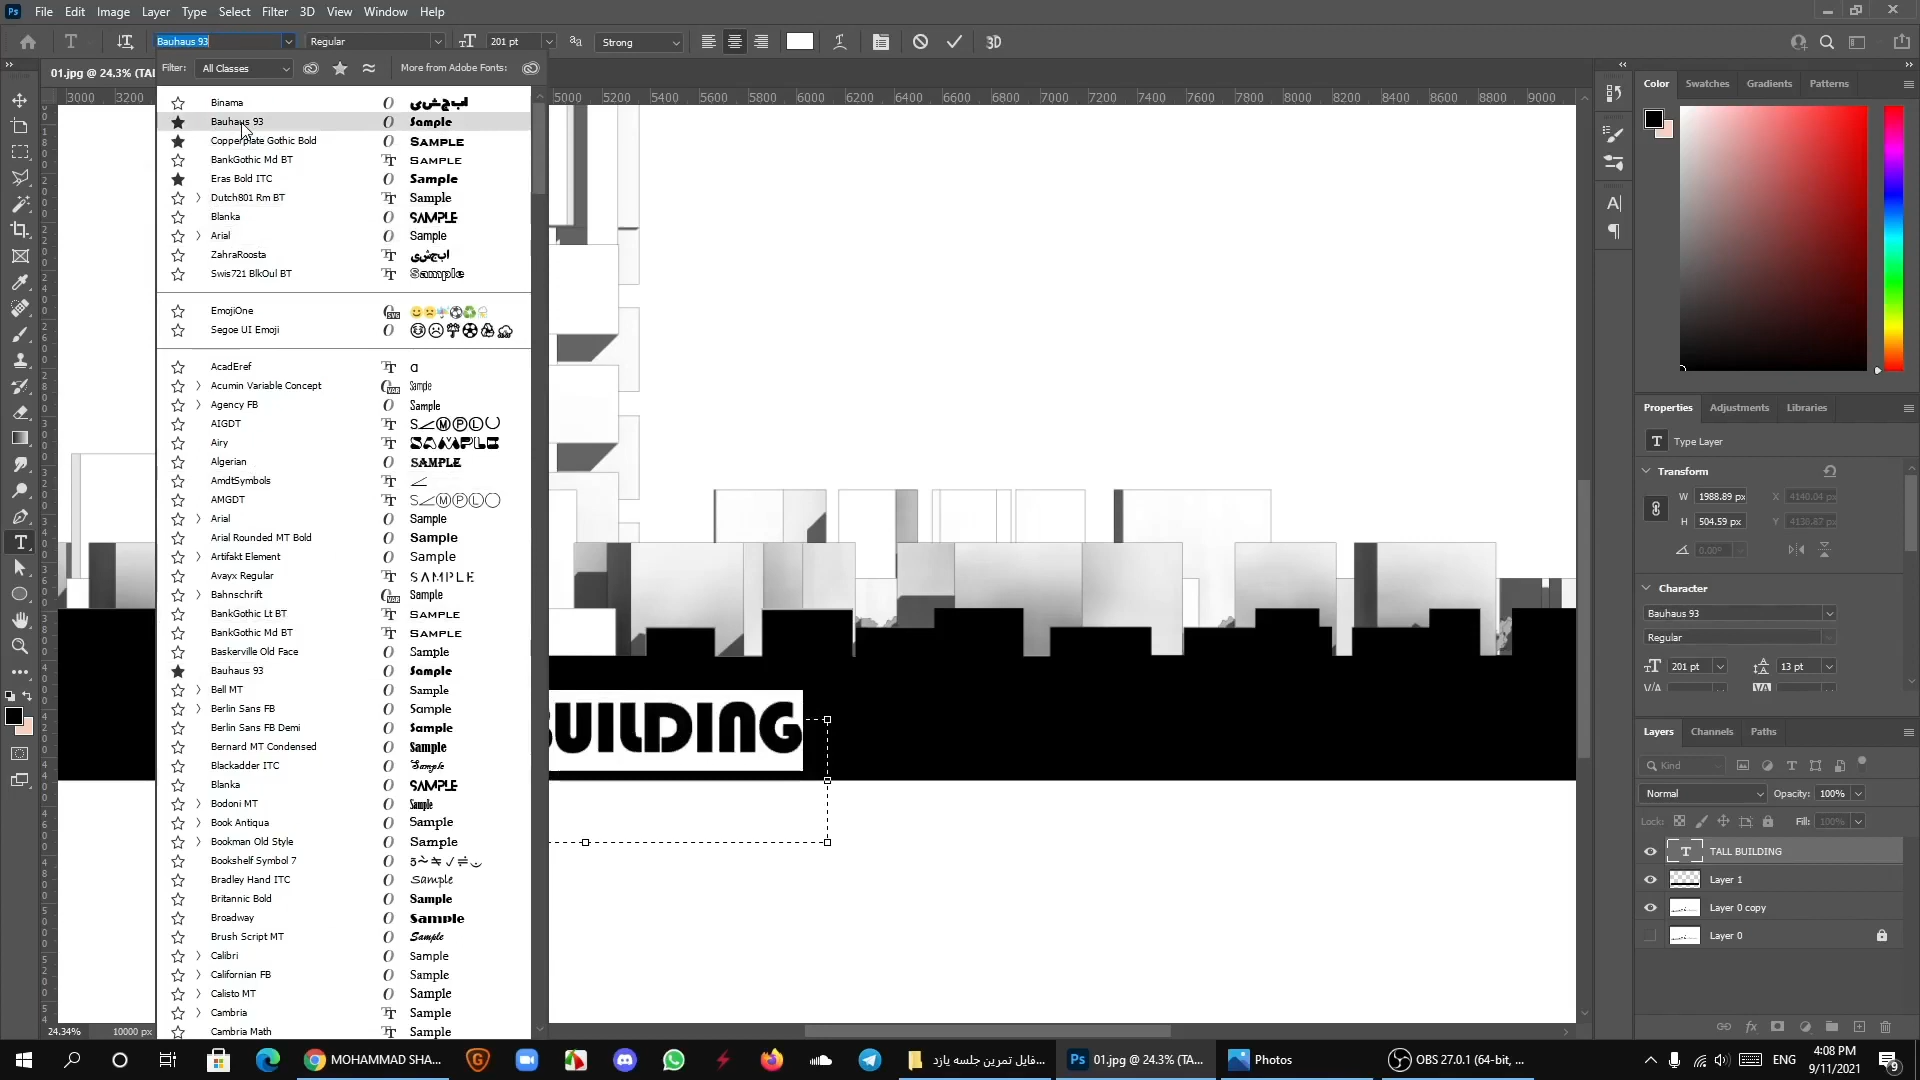 File Edit Image Layer Type Select Filter 3D View Window Help
Bauhaus 93 Regular 201 pt Strong 3D
01.jpg @ 24.3% (TAL
Filter: All Classes More from Adobe Fonts:
3000 3200 5000 5200 5400 5600 5800 6000 6200 6400 6600 6800 7000 7200 7400 7600 7800 8000 8200 8400 8600 8800 9000
Binama ابجدی
Bauhaus 93 Sample
Copperplate Gothic Bold SAMPLE
BankGothic Md BT SAMPLE
Eras Bold ITC Sample
Dutch801 Rm BT Sample
Blanka SAMPLE
Arial Sample
ZahraRoosta
Swis721 BlkOul BT Sample
EmojiOne
Segoe UI Emoji
AcadEref a
Acumin Variable Concept Sample
Agency FB Sample
AIGDT
Airy SAMPLE
Algerian SAMPLE
AmdtSymbols
AMGDT
Arial Sample
Arial Rounded MT Bold Sample
Artifakt Element Sample
Avayx Regular SAMPLE
Bahnschrift Sample
BankGothic Lt BT SAMPLE
BankGothic Md BT SAMPLE
Baskerville Old Face Sample
Bauhaus 93 Sample
Bell MT Sample
Berlin Sans FB Sample
Berlin Sans FB Demi Sample
Bernard MT Condensed Sample
Blackadder ITC Sample
Blanka SAMPLE
Bodoni MT Sample
Book Antiqua Sample
Bookman Old Style Sample
Bookshelf Symbol 7
Bradley Hand ITC Sample
Britannic Bold Sample
Broadway Sample
Brush Script MT Sample
Calibri Sample
Californian FB Sample
Calisto MT Sample
Cambria Sample
Cambria Math Sample
BUILDING
Color Swatches Gradients Patterns
Properties Adjustments Libraries
T Type Layer
Transform
W 1988.89 px X 4140.04 px
H 504.59 px Y 4138.87 px
0.00°
Character
Bauhaus 93
Regular
201 pt 13 pt
Layers Channels Paths
Kind
Normal Opacity: 100%
Lock: Fill: 100%
T TALL BUILDING
Layer 1
Layer 0 copy
Layer 0
24.34% 10000 px
MOHAMMAD SHA... فایل تمرین جلسه یازد... 01.jpg @ 24.3% (TA... Photos OBS 27.0.1 (64-bit, ... ENG 4:08 PM
9/11/2021